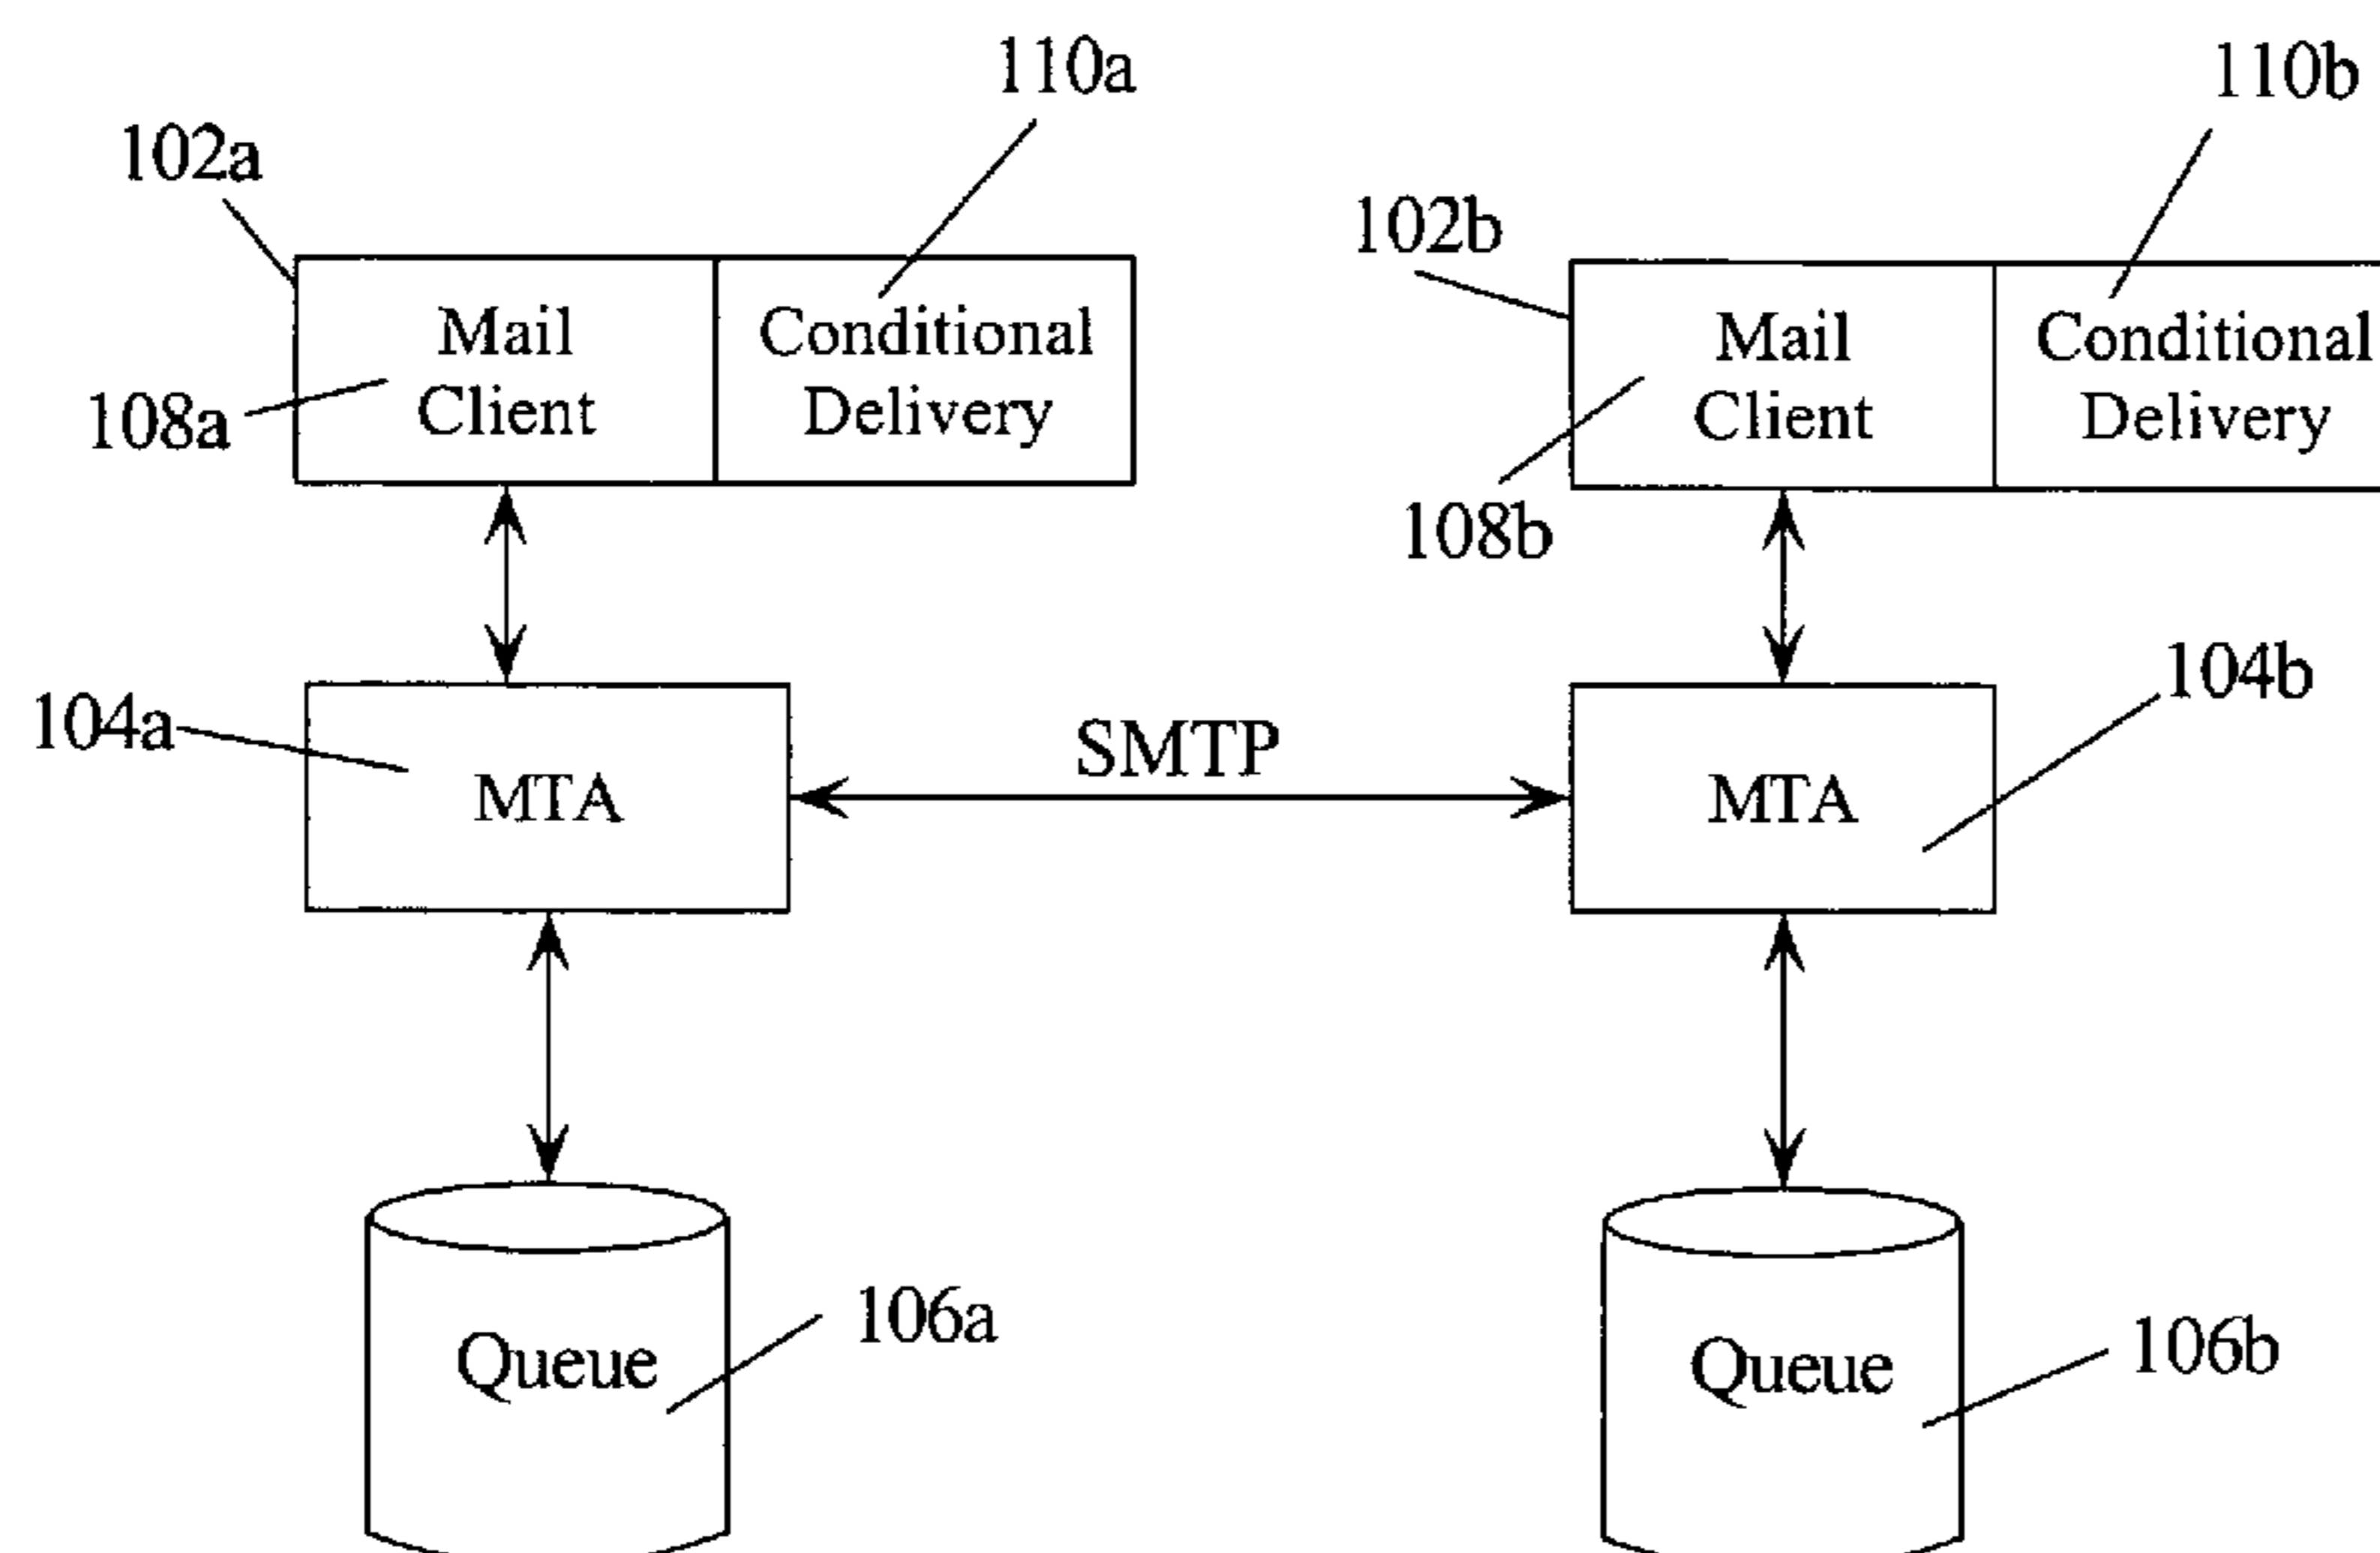 110a
110b
102a
102b
Mail
Client
Conditional
Delivery
Mail
Client
Conditional
Delivery
108a
108b
104a
MTA
SMTP
MTA
104b
Queue
106a
Queue
106b